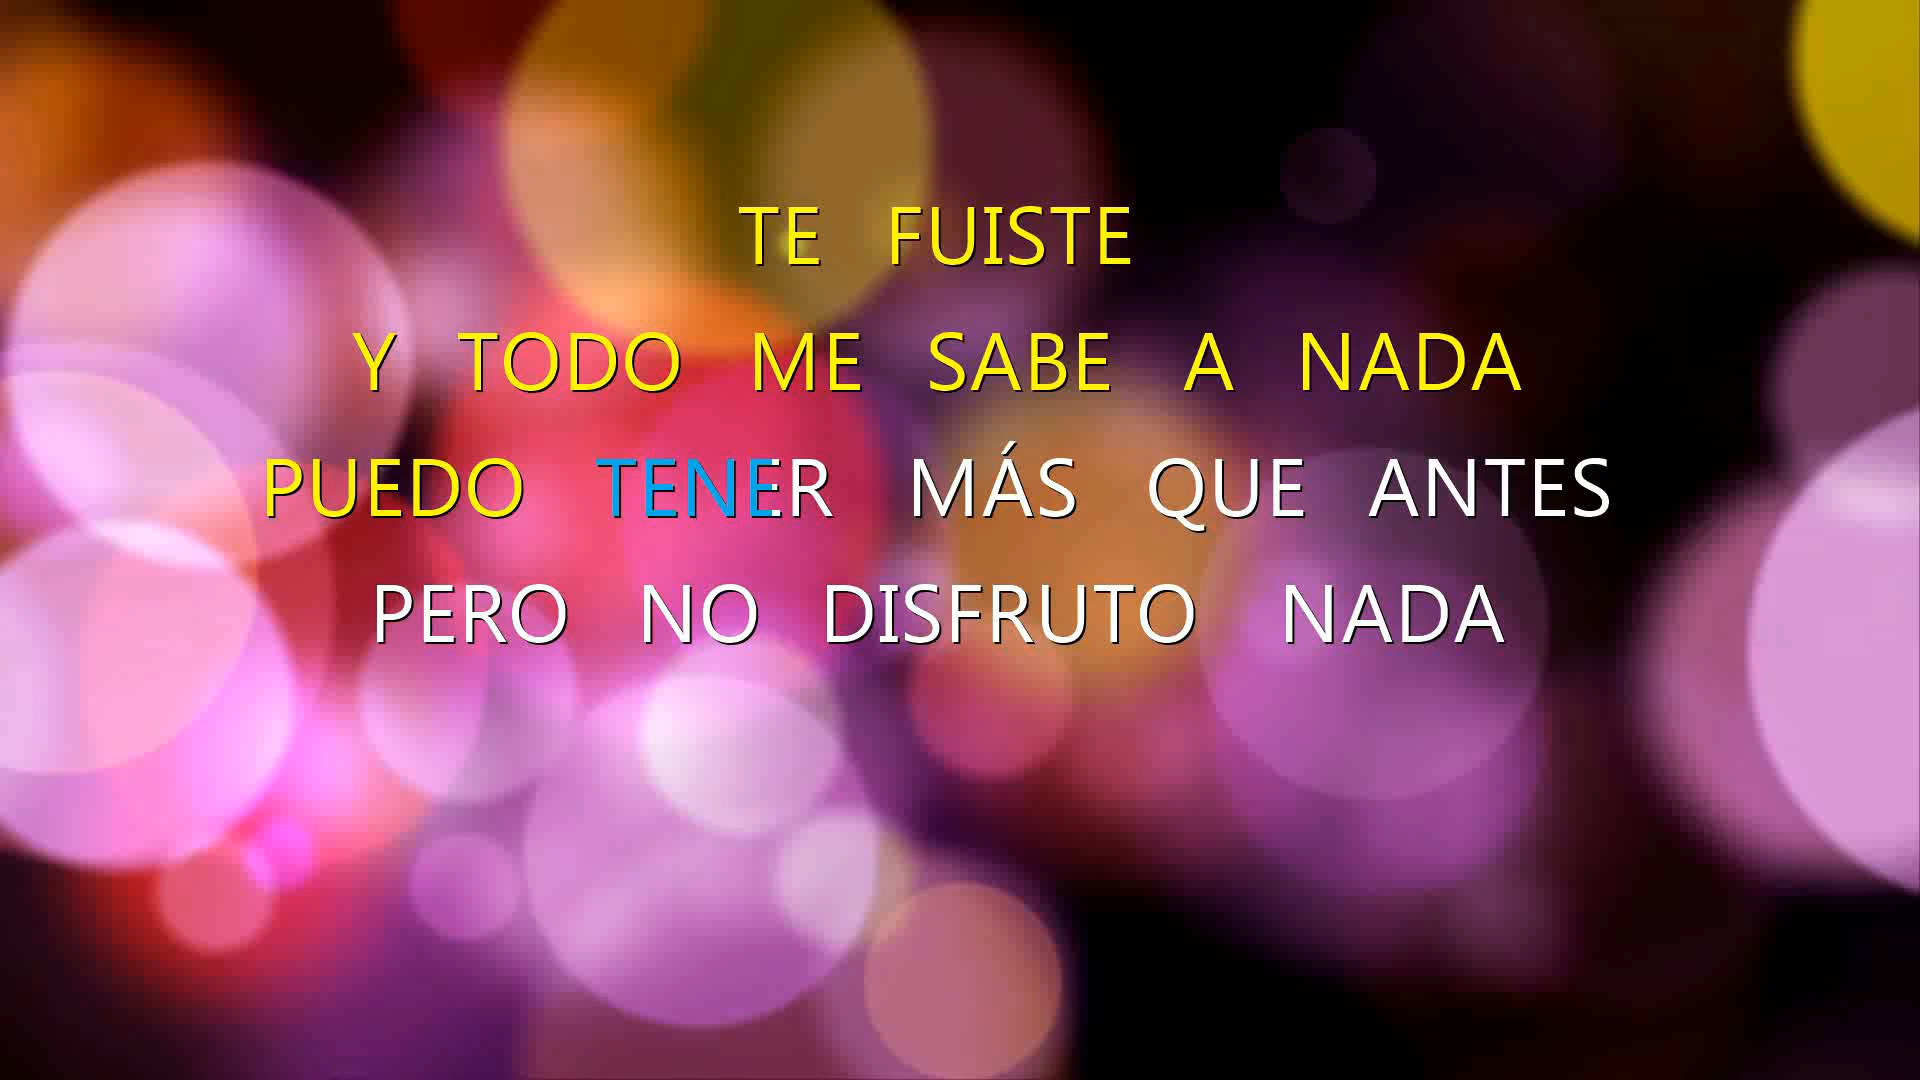 TE FUISTE
Y TODO ME SABE A NADA
PUEDO TENER MÁS QUE ANTES
PERO NO DISFRUTO NADA